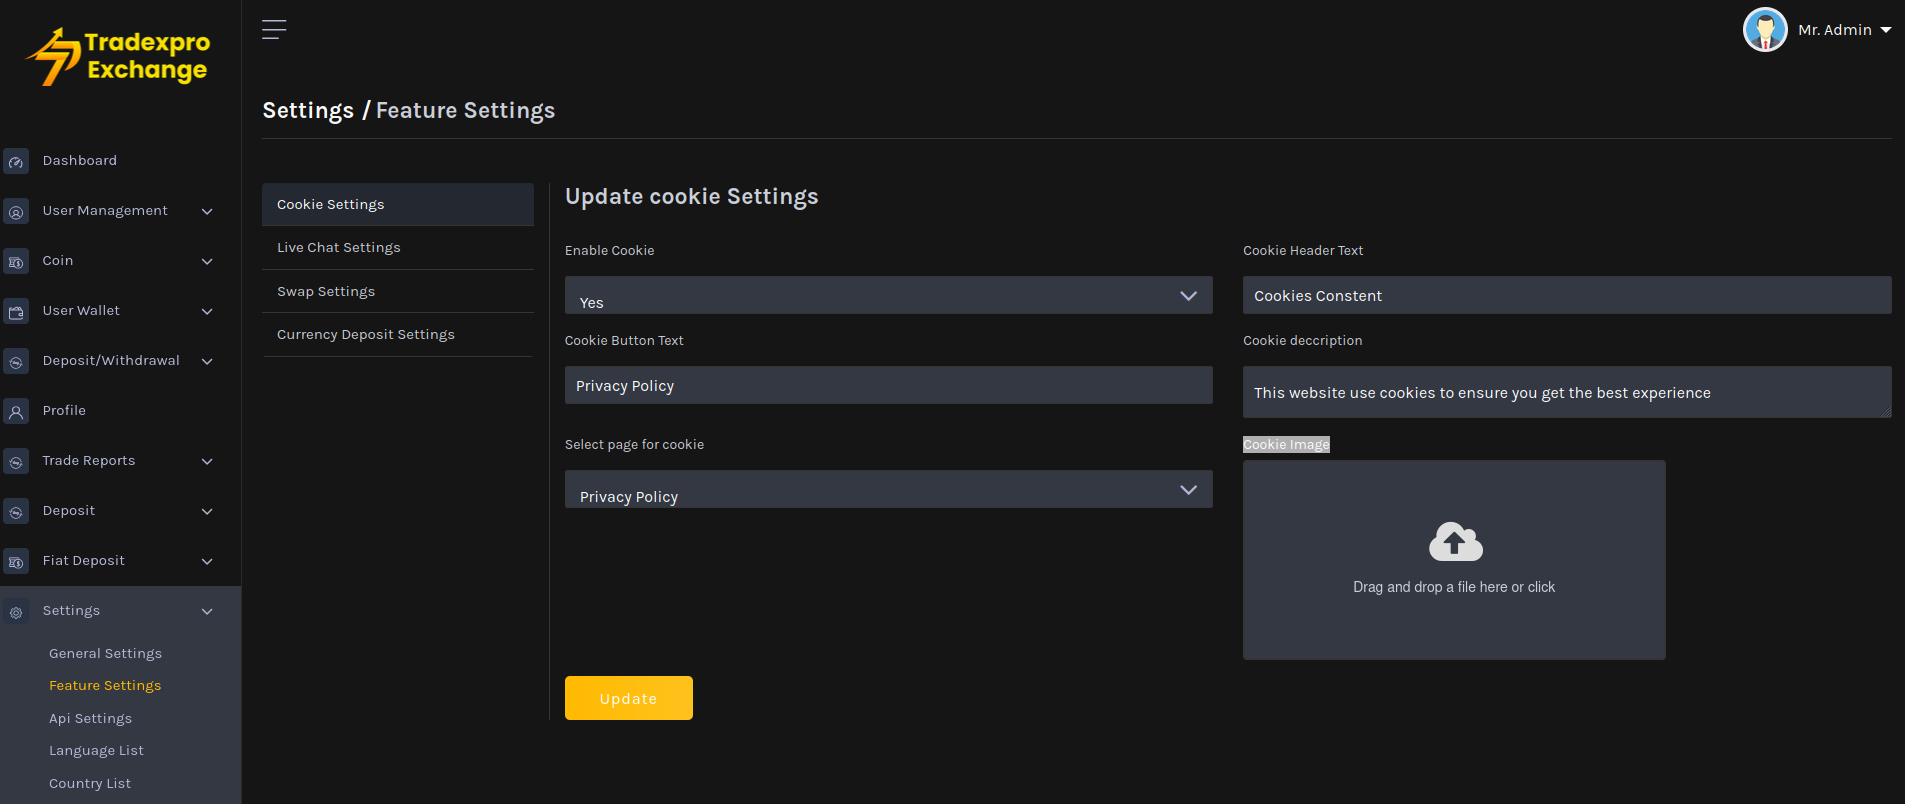 Tradexpro
Exchange
Mr. Admin
Settings / Feature Settings
Dashboard
User Management
Coin
User Wallet
Deposit/Withdrawal
Profile
Trade Reports
Deposit
Fiat Deposit
Settings
General Settings
Feature Settings
Api Settings
Language List
Country List
Cookie Settings
Live Chat Settings
Swap Settings
Currency Deposit Settings
Update cookie Settings
Enable Cookie
Yes
Cookie Header Text
Cookies Constent
Cookie Button Text
Privacy Policy
Cookie deccription
This website use cookies to ensure you get the best experience
Select page for cookie
Privacy Policy
Cookie Image
Drag and drop a file here or click
Update